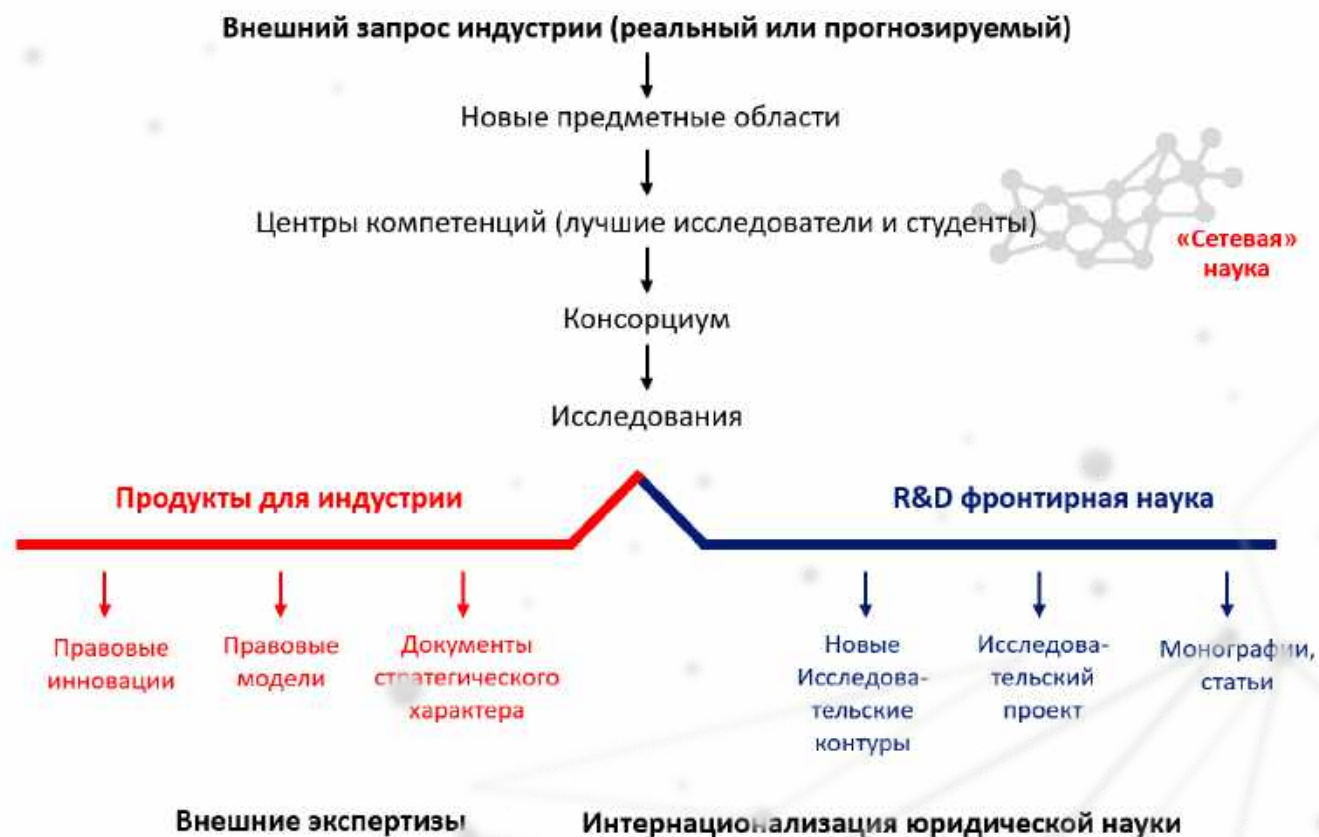 Внешний запрос индустрии (реальный или прогнозируемый)
Новые предметные области
Центры компетенций (лучшие исследователи и студенты)
«Сетевая»
наука
Консорциум
Исследования
Продукты для индустрии
R&D фронтирная наука
Правовые
инновации
Правовые
модели
Документы
стратегического
характера
Новые
Исследова-
тельские
контуры
Исследова-
тельский
проект
Монографии,
статьи
Внешние экспертизы
Интернационализация юридической науки